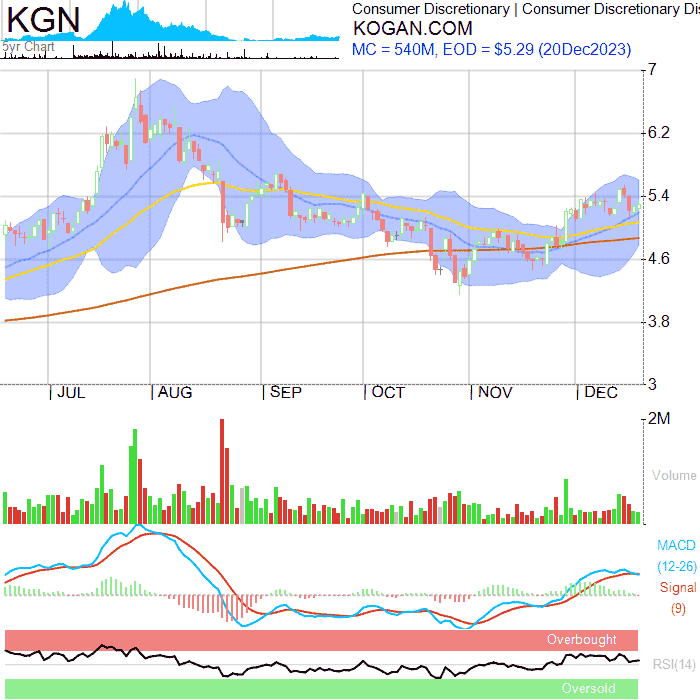 KGN
5yr Chart
Consumer Discretionary | Consumer Discretionary Dis
KOGAN.COM
MC = 540M, EOD = $5.29 (20Dec2023)
7
6.2
5.4
4.6
3.8
3
JUL
AUG
SEP
OCT
NOV
DEC
2M
Volume
MACD
(12-26)
Signal
(9)
Overbought
RSI(14)
Oversold